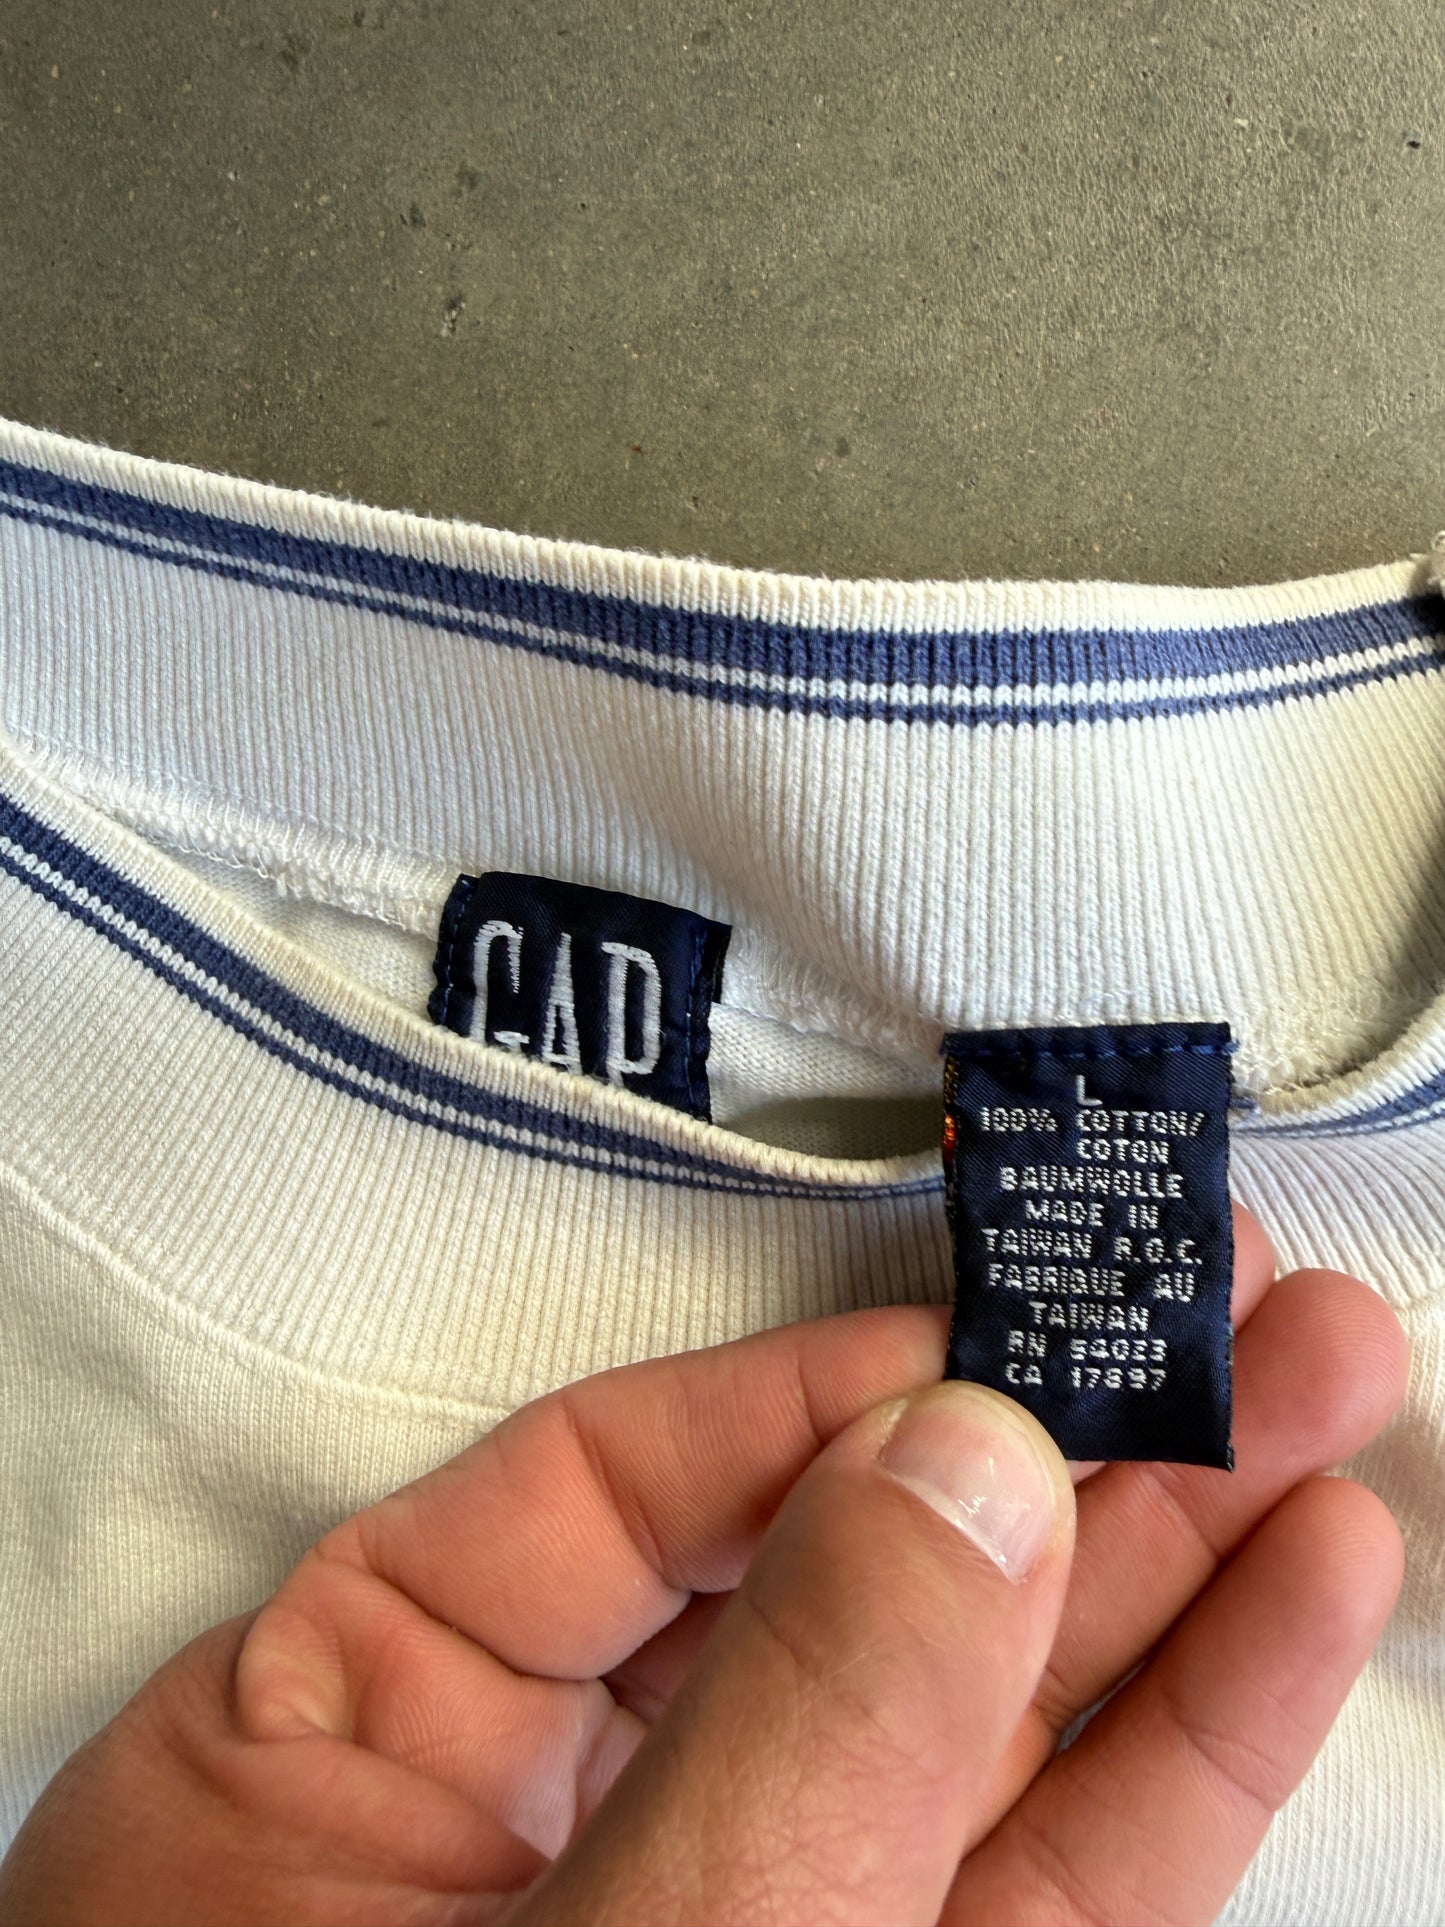 GAP
L
100% COTTON/
COTON
BAUMWOLLE
MADE IN
TAIWAN R.O.C.
FABRIQUE AU
TAIWAN
RN 54023
CA 17897